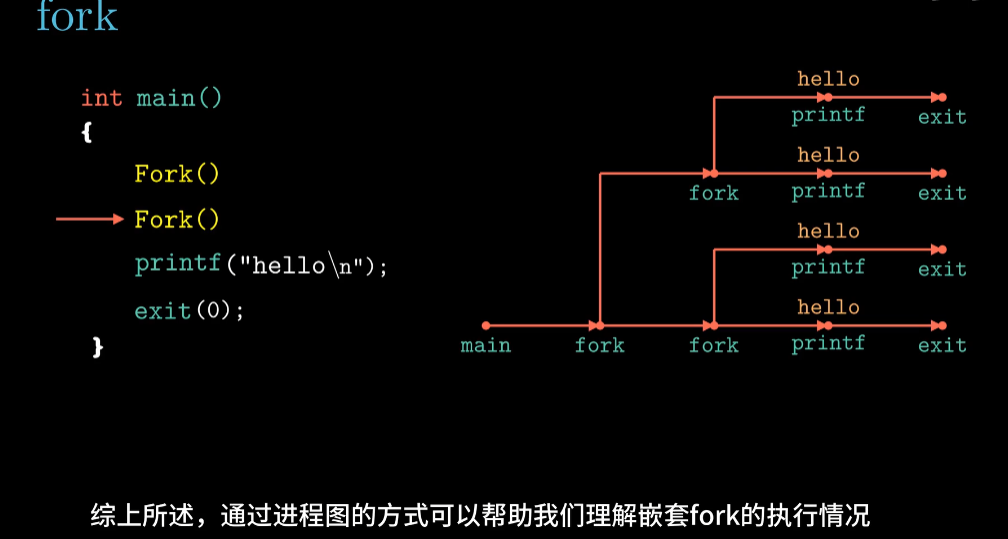 fork
int main()
{
Fork()
Fork()
printf("hello\n");
exit(0);
}
hello
printf exit
hello
fork printf exit
hello
printf exit
hello
main fork fork printf exit
综上所述，通过进程图的方式可以帮助我们理解嵌套fork的执行情况